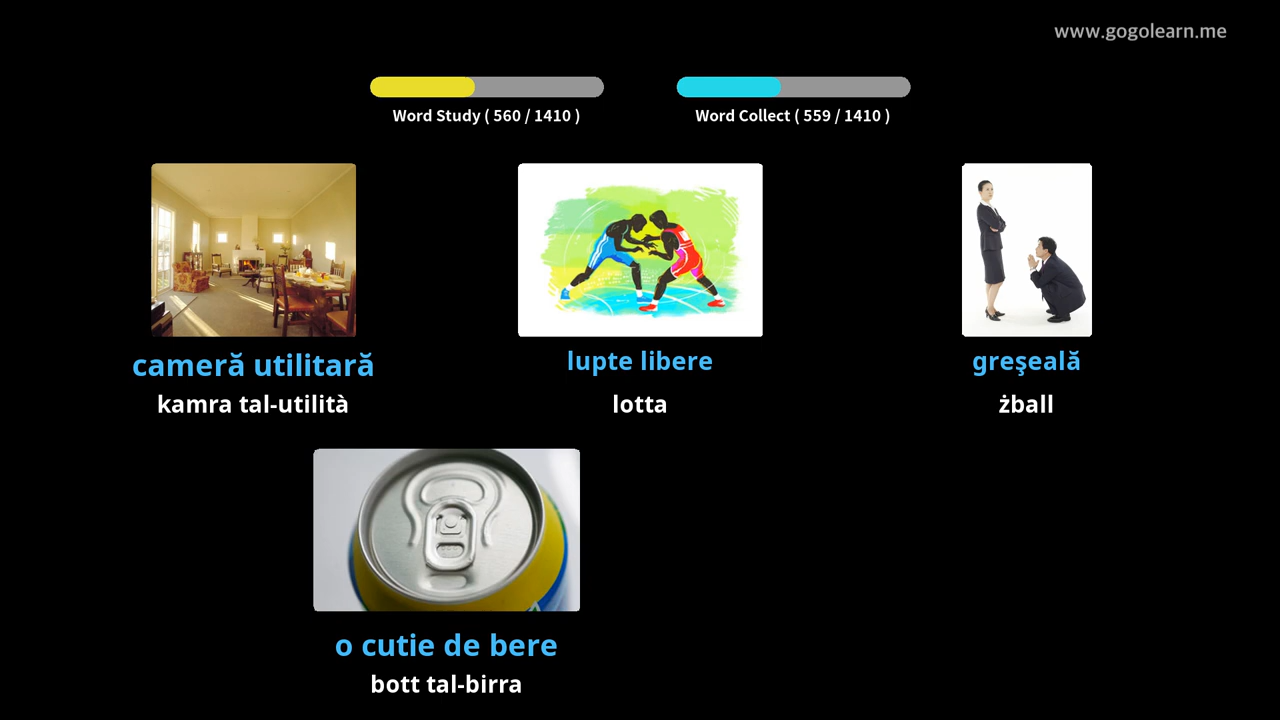 www.gogolearn.me
Word Study ( 560 / 1410 )
Word Collect ( 559 / 1410 )
cameră utilitară
lupte libere
greşeală
kamra tal-utilità
lotta
żball
o cutie de bere
bott tal-birra